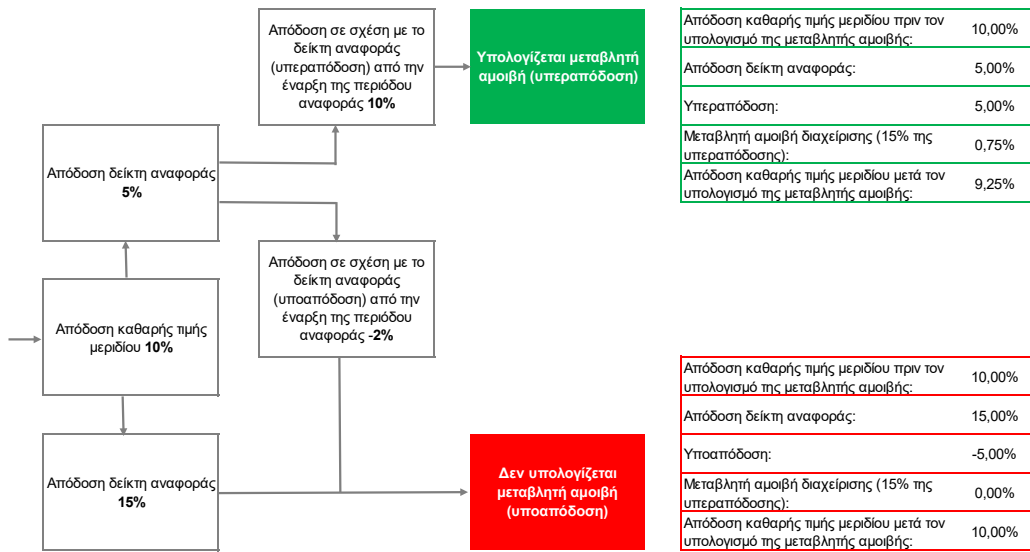 Απόδοση σε σχέση με το
δείκτη αναφοράς
(υπεραπόδοση) από την
έναρξη της περιόδου
αναφοράς 10%
Υπολογίζεται μεταβλητή
αμοιβή (υπεραπόδοση)
Απόδοση καθαρής τιμής μεριδίου πριν τον
υπολογισμό της μεταβλητής αμοιβής:
10,00%
Απόδοση δείκτη αναφοράς:
5,00%
Υπεραπόδοση:
5,00%
Μεταβλητή αμοιβή διαχείρισης (15% της
υπεραπόδοσης):
0,75%
Απόδοση καθαρής τιμής μεριδίου μετά τον
υπολογισμό της μεταβλητής αμοιβής:
9,25%
Απόδοση δείκτη αναφοράς
5%
Απόδοση σε σχέση με το
δείκτη αναφοράς
(υποαπόδοση) από την
έναρξη της περιόδου
αναφοράς -2%
Απόδοση καθαρής τιμής
μεριδίου 10%
Απόδοση δείκτη αναφοράς
15%
Δεν υπολογίζεται
μεταβλητή αμοιβή
(υποαπόδοση)
Απόδοση καθαρής τιμής μεριδίου πριν τον
υπολογισμό της μεταβλητής αμοιβής:
10,00%
Απόδοση δείκτη αναφοράς:
15,00%
Υποαπόδοση:
-5,00%
Μεταβλητή αμοιβή διαχείρισης (15% της
υπεραπόδοσης):
0,00%
Απόδοση καθαρής τιμής μεριδίου μετά τον
υπολογισμό της μεταβλητής αμοιβής:
10,00%